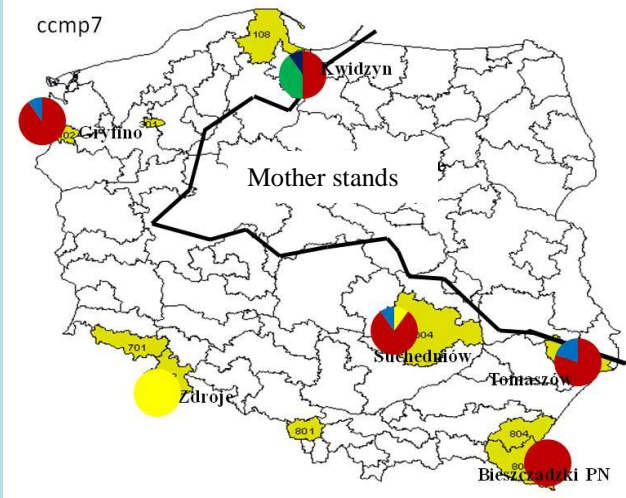 ccmp7
108
Kwidzyn
Gryfino
Mother stands
Suchedniów
Tomaszów
701
Zdroje
801
804
Bieszczadzki PN